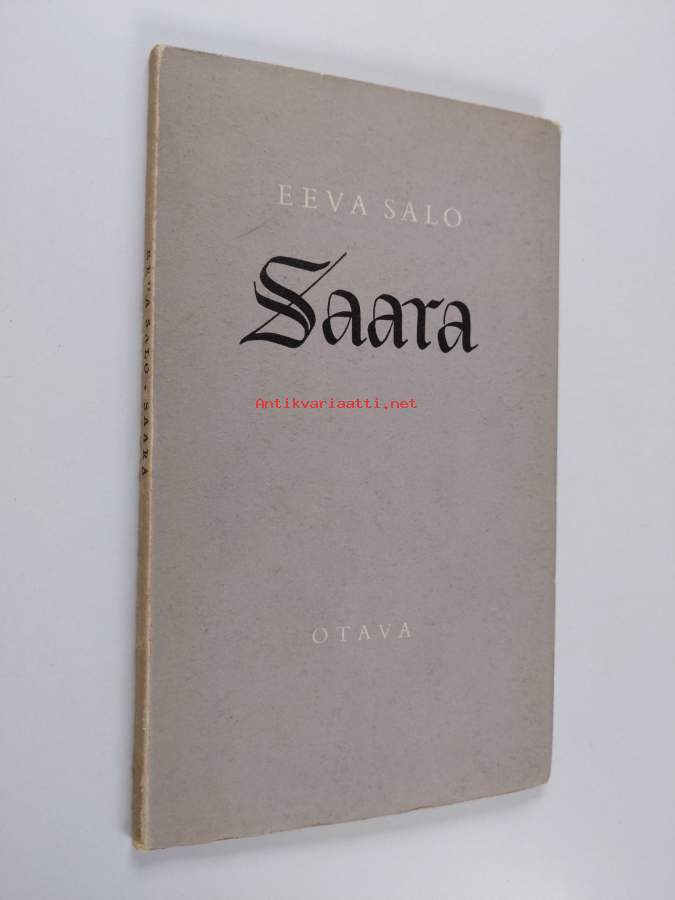 EEVA SALO
Saara
Antikvariaatti.net
OTAVA
EEVA SALO • SAARA